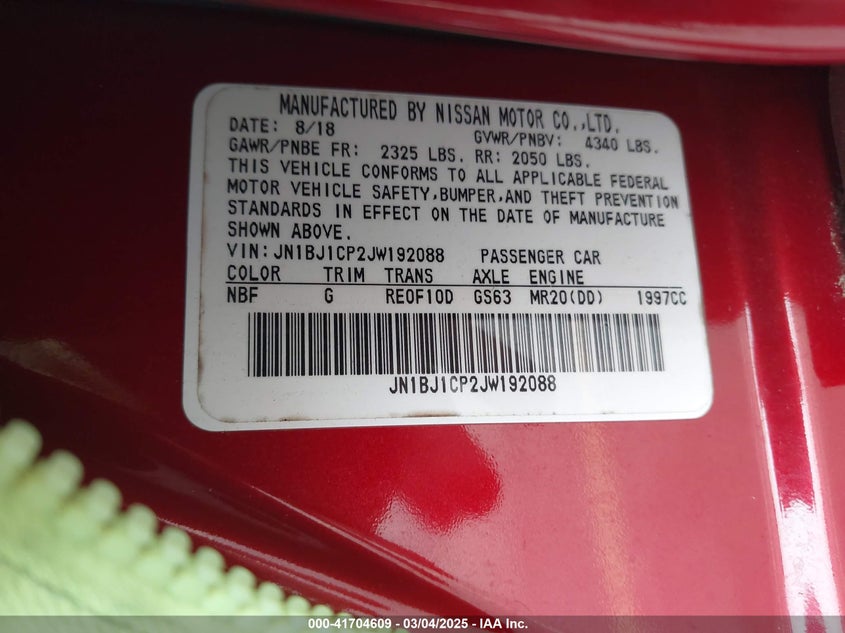 MANUFACTURED BY NISSAN MOTOR CO.,LTD.
DATE: 8/18 GVWR/PNBV: 4340 LBS.
GAWR/PNBE FR: 2325 LBS. RR: 2050 LBS.
THIS VEHICLE CONFORMS TO ALL APPLICABLE FEDERAL
MOTOR VEHICLE SAFETY,BUMPER,AND THEFT PREVENTION
STANDARDS IN EFFECT ON THE DATE OF MANUFACTURE
SHOWN ABOVE.
VIN: JN1BJ1CP2JW192088 PASSENGER CAR
COLOR TRIM TRANS AXLE ENGINE
NBF G RE0F10D GS63 MR20(DD) 1997CC
JN1BJ1CP2JW192088
000-41704609 - 03/04/2025 - IAA Inc.